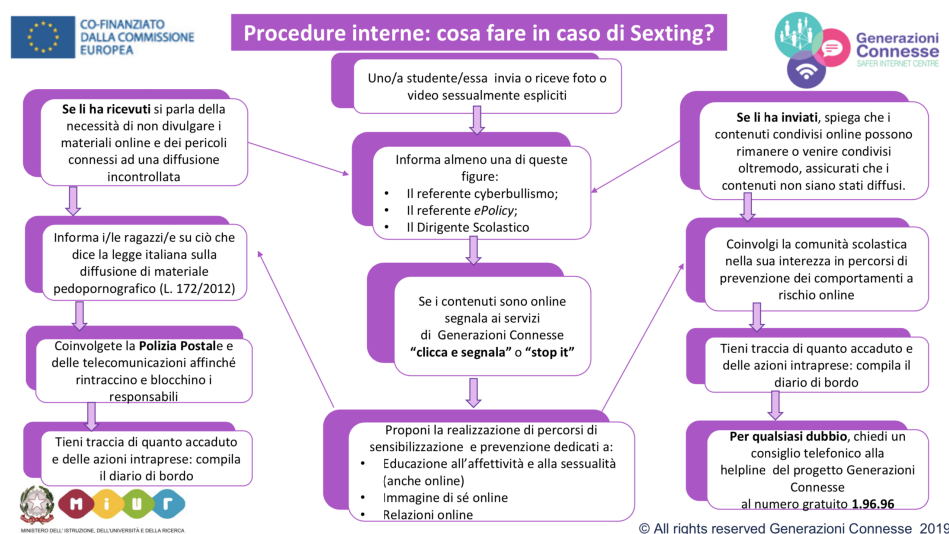 CO-FINANZIATO
DALLA COMMISSIONE
EUROPEA
Procedure interne: cosa fare in caso di Sexting?
Generazioni
Connesse
SAFER INTERNET CENTRE
Uno/a studente/essa invia o riceve foto o
video sessualmente espliciti
Se li ha ricevuti si parla della
necessità di non divulgare i
materiali online e dei pericoli
connessi ad una diffusione
incontrollata
Informa i/le ragazzi/e su ciò che
dice la legge italiana sulla
diffusione di materiale
pedopornografico (L. 172/2012)
Coinvolgete la Polizia Postale e
delle telecomunicazioni affinché
rintraccino e blocchino i
responsabili
Tieni traccia di quanto accaduto
e delle azioni intraprese: compila
il diario di bordo
Informa almeno una di queste
figure:
• Il referente cyberbullismo;
• Il referente ePolicy;
• Il Dirigente Scolastico
Se i contenuti sono online
segnala ai servizi
di Generazioni Connesse
“clicca e segnala” o “stop it”
Proponi la realizzazione di percorsi di
sensibilizzazione e prevenzione dedicati a:
• Educazione all’affettività e alla sessualità
(anche online)
• Immagine di sé online
• Relazioni online
Se li ha inviati, spiega che i
contenuti condivisi online possono
rimanere o venire condivisi
oltremodo, assicurati che i
contenuti non siano stati diffusi.
Coinvolgi la comunità scolastica
nella sua interezza in percorsi di
prevenzione dei comportamenti a
rischio online
Tieni traccia di quanto accaduto e
delle azioni intraprese: compila il
diario di bordo
Per qualsiasi dubbio, chiedi un
consiglio telefonico alla
helpline del progetto Generazioni
Connesse
al numero gratuito 1.96.96
miur
MINISTERO DELL’ ISTRUZIONE, DELL’UNIVERSITÀ E DELLA RICERCA
© All rights reserved Generazioni Connesse 2019